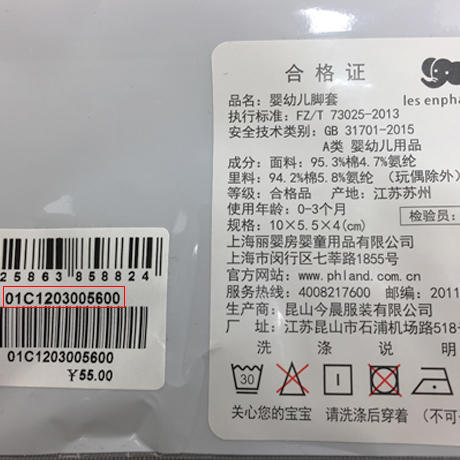 合格证
les enpha
品名：婴幼儿脚套
执行标准：FZ/T 73025-2013
安全技术类别：GB 31701-2015
A类 婴幼儿用品
成分：面料：95.3%棉4.7%氨纶
里料：94.2%棉5.8%氨纶 (玩偶除外)
等级：合格品 产地：江苏苏州
使用年龄：0-3个月
规格：10×5.5×4(cm)
检验员：
上海丽婴房婴童用品有限公司
上海市闵行区七莘路1855号
官方网站：www.phland.com.cn
服务热线：4008217600 邮编：2011
生产商：昆山今晨服装有限公司
厂址：江苏昆山市石浦机场路518-
洗涤说明
30
关心您的宝宝 请洗涤后穿着 (不可
25863 858824
01C1203005600
01C1203005600
¥55.00